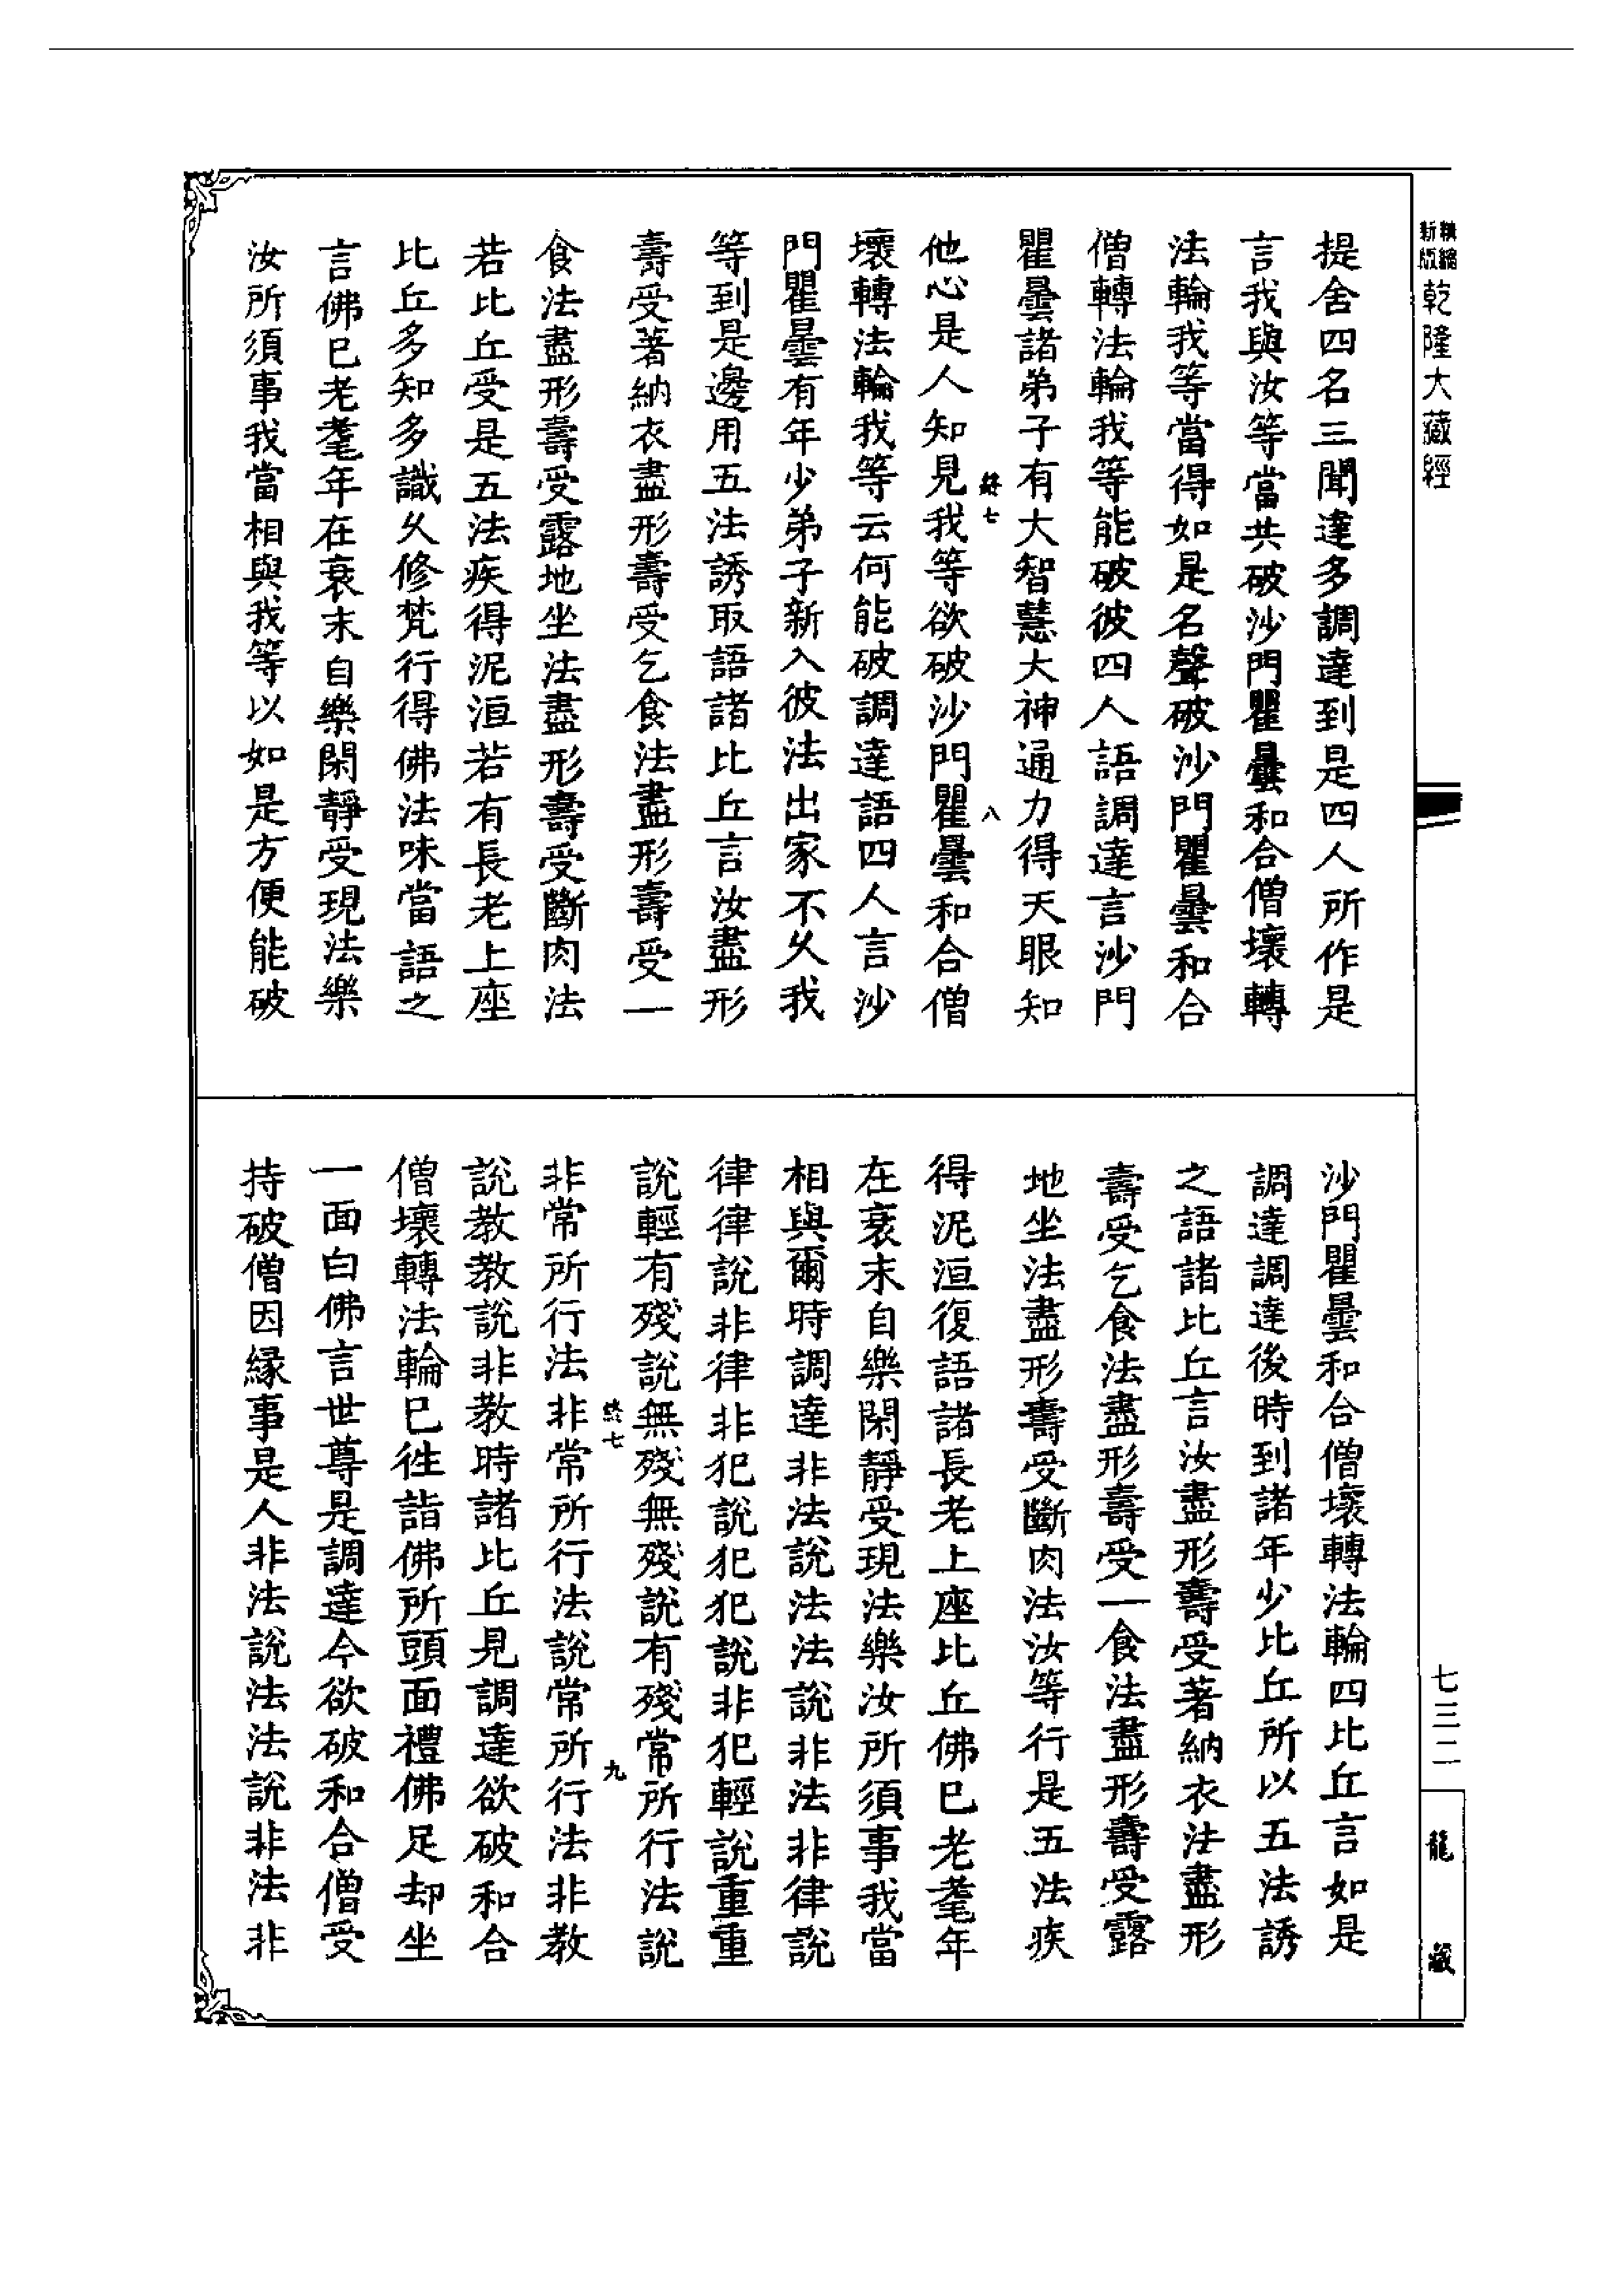 新版 精縮 乾隆大藏經
提舍四名三聞達多調達到是四人所作是
言我與汝等當共破沙門瞿曇和合僧壞轉
法輪我等當得如是名聲破沙門瞿曇和合
僧轉法輪我等能破彼四人語調達言沙門
瞿曇諸弟子有大智慧大神通力得天眼知
終七 八
他心是人知見我等欲破沙門瞿曇和合僧
壞轉法輪我等云何能破調達語四人言沙
門瞿曇有年少弟子新入彼法出家不久我
等到是邊用五法誘取語諸比丘言汝盡形
壽受著納衣盡形壽受乞食法盡形壽受一
食法盡形壽受露地坐法盡形壽受斷肉法
若比丘受是五法疾得泥洹若有長老上座
比丘多知多識久修梵行得佛法味當語之
言佛已老耄年在衰末自樂閑靜受現法樂
汝所須事我當相與我等以如是方便能破
沙門瞿曇和合僧壞轉法輪四比丘言如是
調達調達後時到諸年少比丘所以五法誘
之語諸比丘言汝盡形壽受著納衣法盡形
壽受乞食法盡形壽受一食法盡形壽受露
地坐法盡形壽受斷肉法汝等行是五法疾
得泥洹復語諸長老上座比丘佛已老耄年
在衰末自樂閑靜受現法樂汝所須事我當
相與爾時調達非法說法法說非法非律說
律律說非律非犯說犯犯說非犯輕說重重
說輕有殘說無殘無殘說有殘常所行法說
終七 九
非常所行法非常所行法說常所行法非教
說教教說非教時諸比丘見調達欲破和合
僧壞轉法輪已徃詣佛所頭面禮佛足却坐
一面白佛言世尊是調達今欲破和合僧受
持破僧因緣事是人非法說法法說非法非
七三二
龍藏